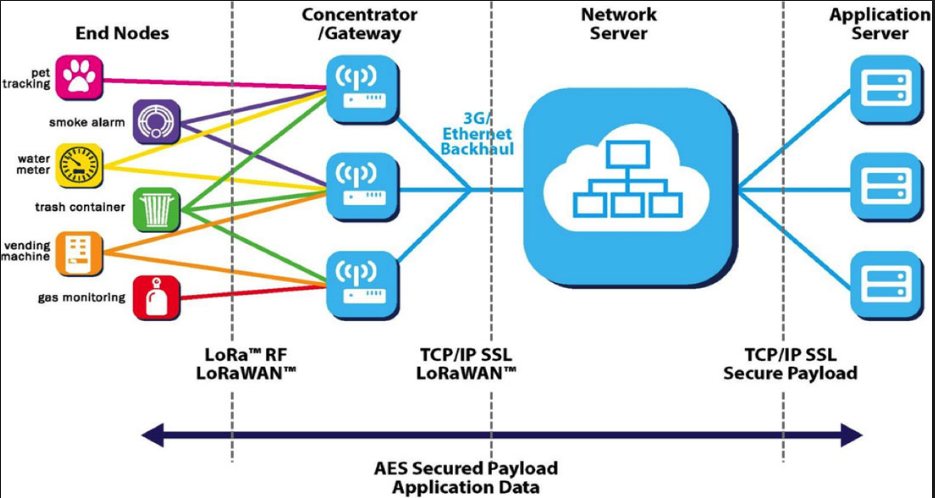 End Nodes
Concentrator
/Gateway
Network
Server
Application
Server
pet
tracking
smoke alarm
water
meter
trash container
vending
machine
gas monitoring
3G/
Ethernet
Backhaul
LoRa™ RF
LoRaWAN™
TCP/IP SSL
LoRaWAN™
TCP/IP SSL
Secure Payload
AES Secured Payload
Application Data